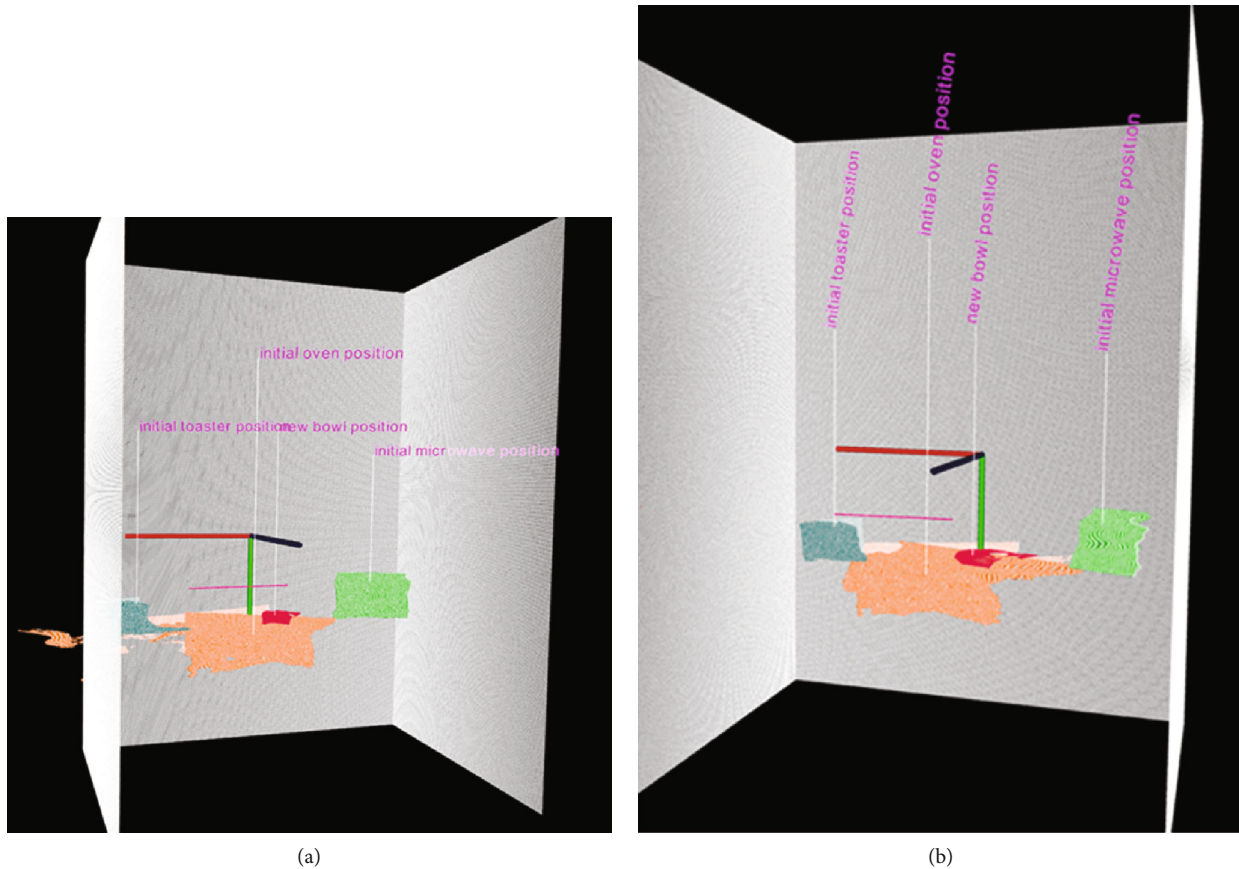 initial oven position
initial toaster position
new bowl position
initial microwave position
(a)
initial toaster position
initial oven position
new bowl position
initial microwave position
(b)